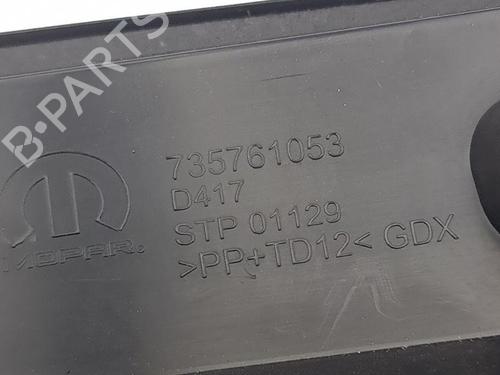 B-PARTS
735761053
D417
STP 01129
>PP+TD12< GDX
MOPAR®